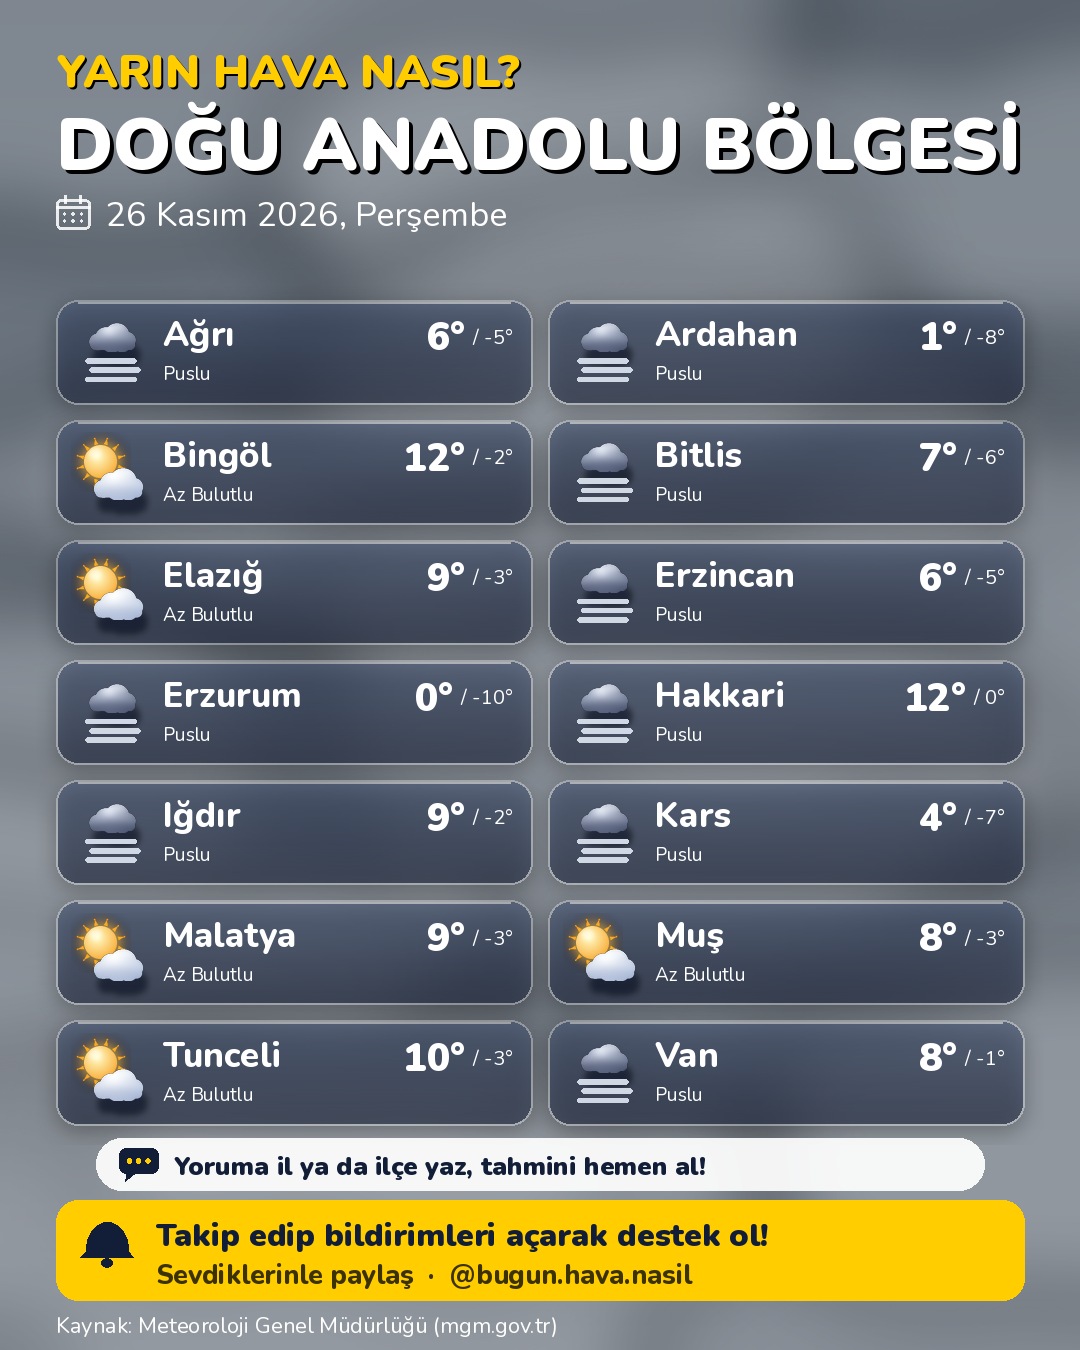 YARIN HAVA NASIL?
DOĞU ANADOLU BÖLGESİ
26 Kasım 2026, Perşembe
Ağrı 6° / -5°
Puslu
Ardahan 1° / -8°
Puslu
Bingöl 12° / -2°
Az Bulutlu
Bitlis 7° / -6°
Puslu
Elazığ 9° / -3°
Az Bulutlu
Erzincan 6° / -5°
Puslu
Erzurum 0° / -10°
Puslu
Hakkari 12° / 0°
Puslu
Iğdır 9° / -2°
Puslu
Kars 4° / -7°
Puslu
Malatya 9° / -3°
Az Bulutlu
Muş 8° / -3°
Az Bulutlu
Tunceli 10° / -3°
Az Bulutlu
Van 8° / -1°
Puslu
Yoruma il ya da ilçe yaz, tahmini hemen al!
Takip edip bildirimleri açarak destek ol!
Sevdiklerinle paylaş · @bugun.hava.nasil
Kaynak: Meteoroloji Genel Müdürlüğü (mgm.gov.tr)